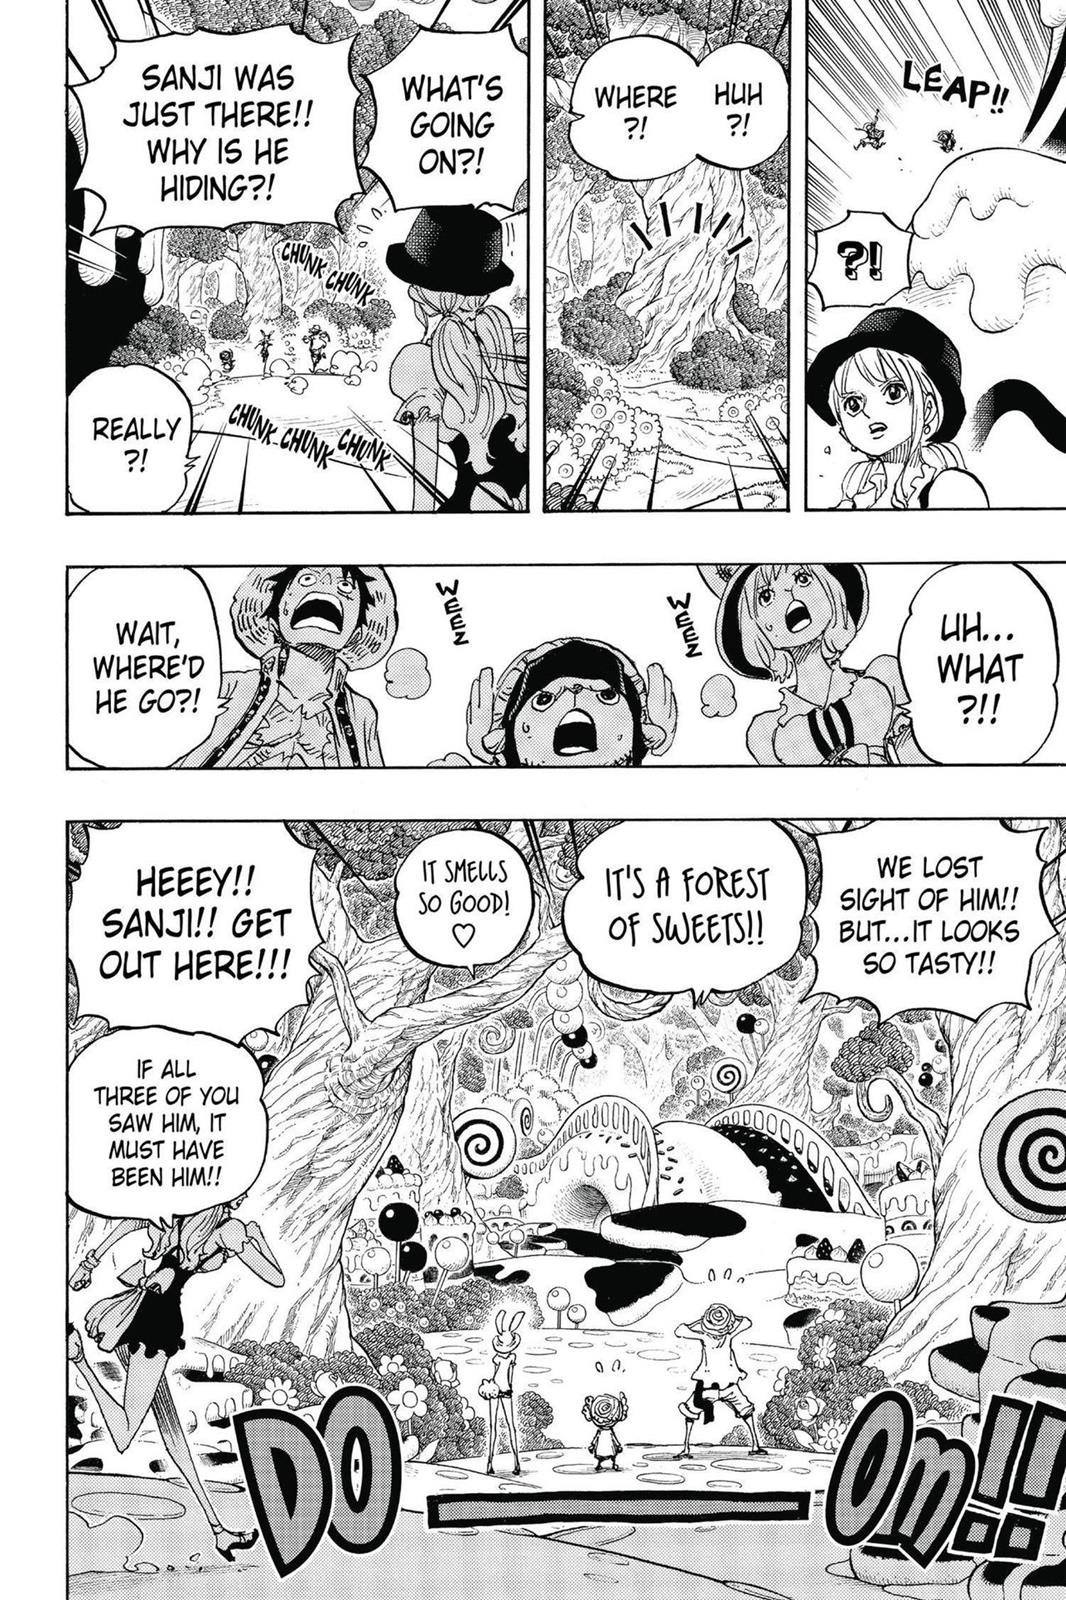 LEAP!!
?!
HUH
?!
WHERE
?!
WHAT'S
GOING
ON?!
SANJI WAS
JUST THERE!!
WHY IS HE
HIDING?!
CHUNK CHUNK
CHUNK CHUNK CHUNK
REALLY
?!
UH...
WHAT
?!!
WEEZ
WEEZ
WAIT,
WHERE'D
HE GO?!
WE LOST
SIGHT OF HIM!!
BUT...IT LOOKS
SO TASTY!!
IT'S A FOREST
OF SWEETS!!
IT SMELLS
SO GOOD!
♡
HEEEY!!
SANJI!! GET
OUT HERE!!!
IF ALL
THREE OF YOU
SAW HIM, IT
MUST HAVE
BEEN HIM!!
DO—OM!!